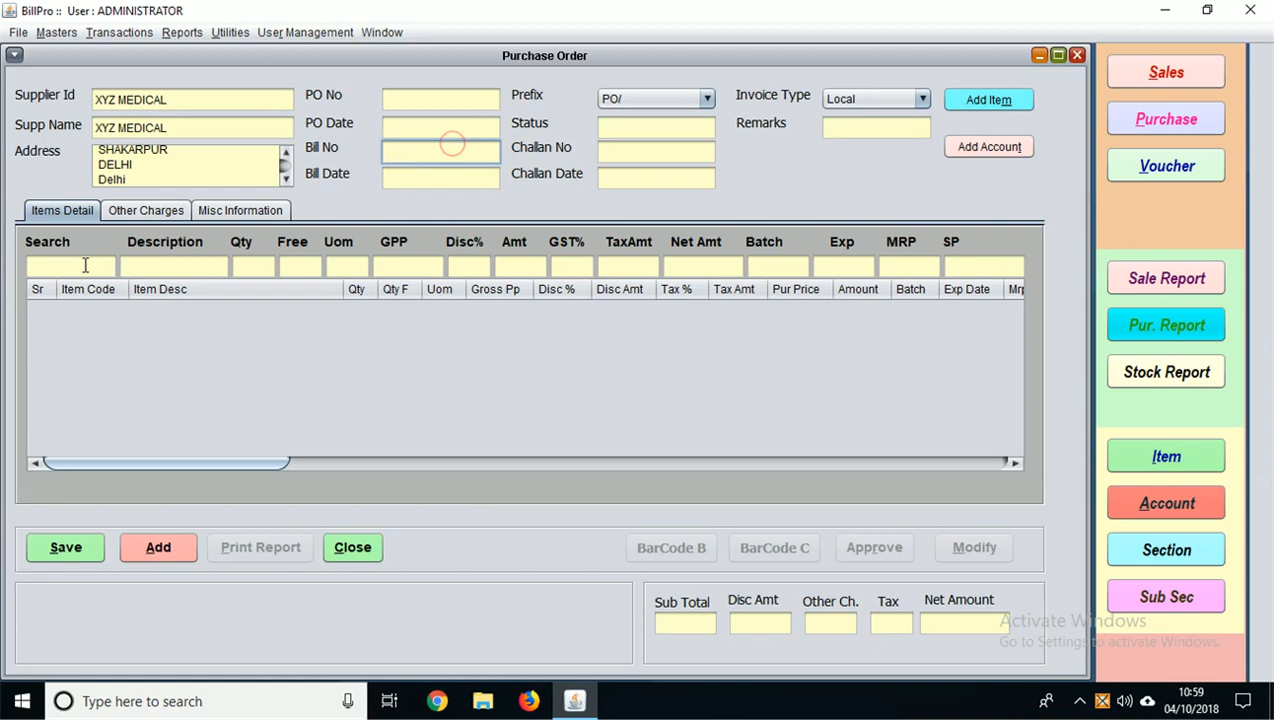 BillPro :: User : ADMINISTRATOR
File Masters Transactions Reports Utilities User Management Window
Purchase Order
Supplier Id XYZ MEDICAL PO No Prefix PO/ Invoice Type Local Add Item
Supp Name XYZ MEDICAL PO Date Status Remarks
Address SHAKARPUR Bill No Challan No Add Account
DELHI
Delhi Bill Date Challan Date
Items Detail Other Charges Misc Information
Search Description Qty Free Uom GPP Disc% Amt GST% TaxAmt Net Amt Batch Exp MRP SP
Sr Item Code Item Desc Qty Qty F Uom Gross Pp Disc % Disc Amt Tax % Tax Amt Pur Price Amount Batch Exp Date Mrp
Save Add Print Report Close BarCode B BarCode C Approve Modify
Sub Total Disc Amt Other Ch. Tax Net Amount
Sales
Purchase
Voucher
Sale Report
Pur. Report
Stock Report
Item
Account
Section
Sub Sec
Activate Windows
Go to Settings to activate Windows.
Type here to search
10:59
04/10/2018